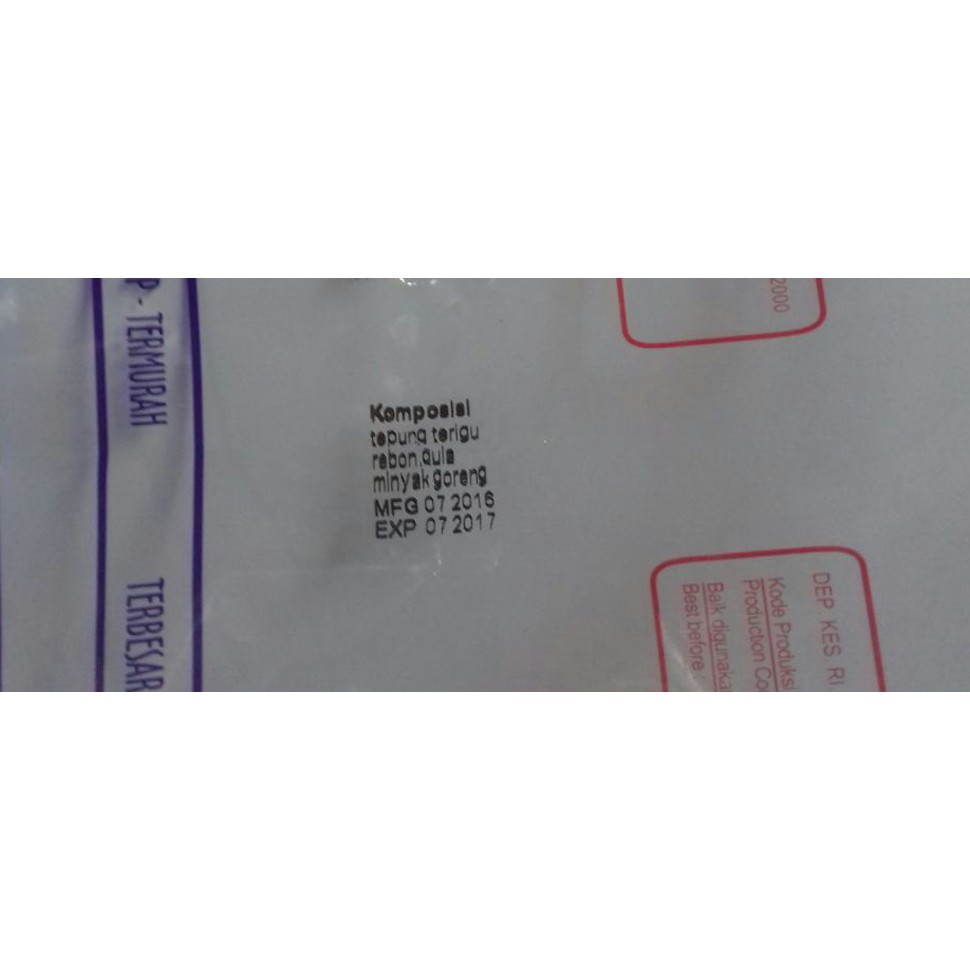 P - TERMURAH
TERBESAR
2000
Komposisi
tepung terigu
rebon,gula
minyak goreng
MFG 07 2016
EXP 07 2017
DEP. KES. RI
Kode Produksi
Production Co
Baik digunaka
Best before